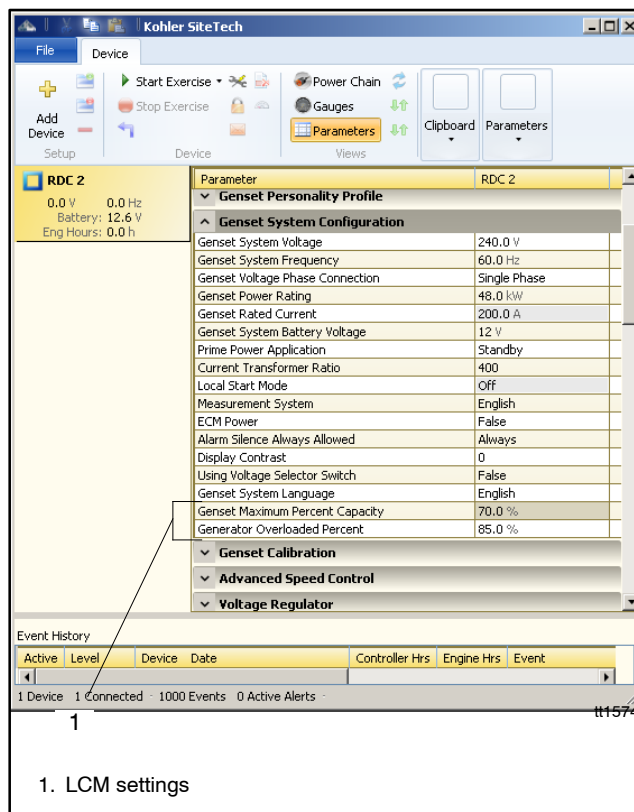 Kohler SiteTech
File Device
Add Device
Start Exercise
Stop Exercise
Power Chain
Gauges
Parameters
Clipboard
Parameters
Setup Device Views
RDC 2
0.0 V 0.0 Hz
Battery: 12.6 V
Eng Hours: 0.0 h
Parameter RDC 2
Genset Personality Profile
Genset System Configuration
Genset System Voltage 240.0 V
Genset System Frequency 60.0 Hz
Genset Voltage Phase Connection Single Phase
Genset Power Rating 48.0 kW
Genset Rated Current 200.0 A
Genset System Battery Voltage 12 V
Prime Power Application Standby
Current Transformer Ratio 400
Local Start Mode Off
Measurement System English
ECM Power False
Alarm Silence Always Allowed Always
Display Contrast 0
Using Voltage Selector Switch False
Genset System Language English
Genset Maximum Percent Capacity 70.0 %
Generator Overloaded Percent 85.0 %
Genset Calibration
Advanced Speed Control
Voltage Regulator
Event History
Active Level Device Date Controller Hrs Engine Hrs Event
1 Device 1 Connected - 1000 Events 0 Active Alerts -
1
tt1574
1. LCM settings